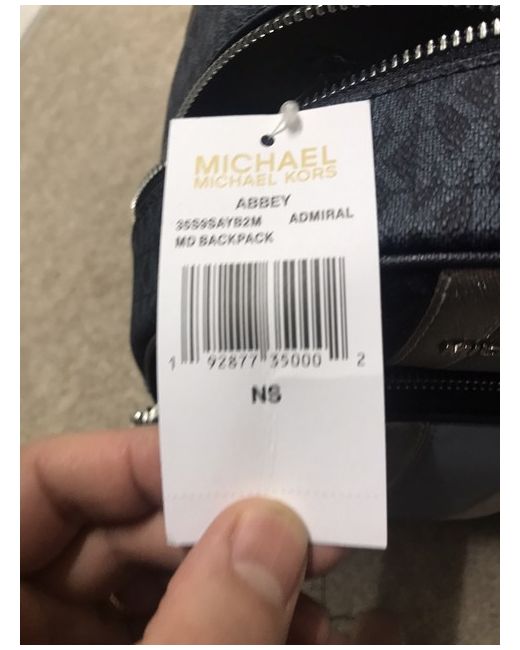 MICHAEL
MICHAEL KORS
ABBEY
35S9SAYB2M ADMIRAL
MD BACKPACK
1 92877 35000 2
NS